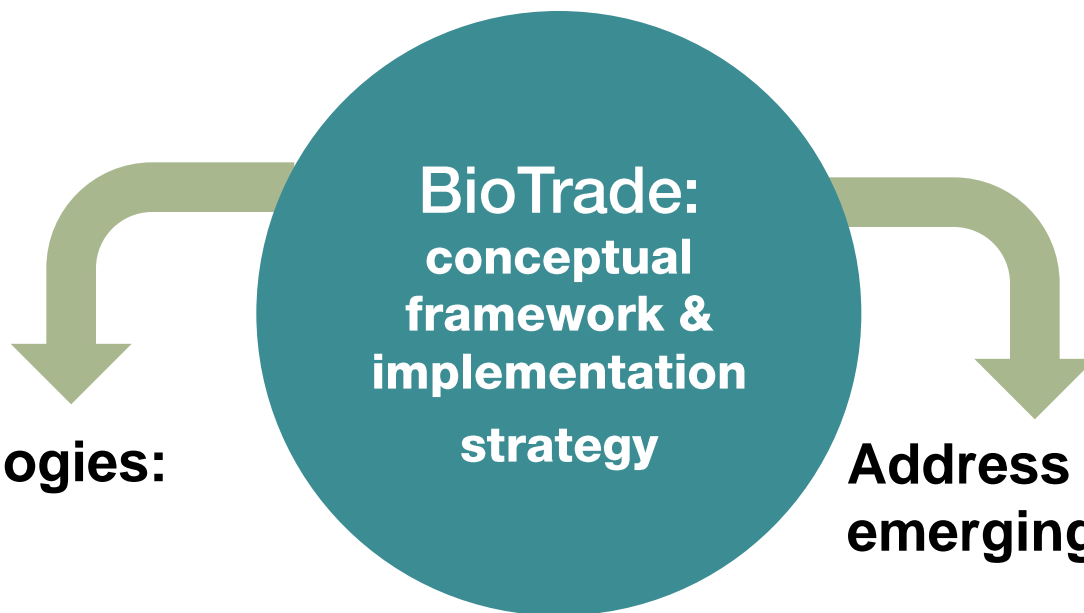 BioTrade:
conceptual
framework &
implementation
strategy
ogies:
Address
emerging